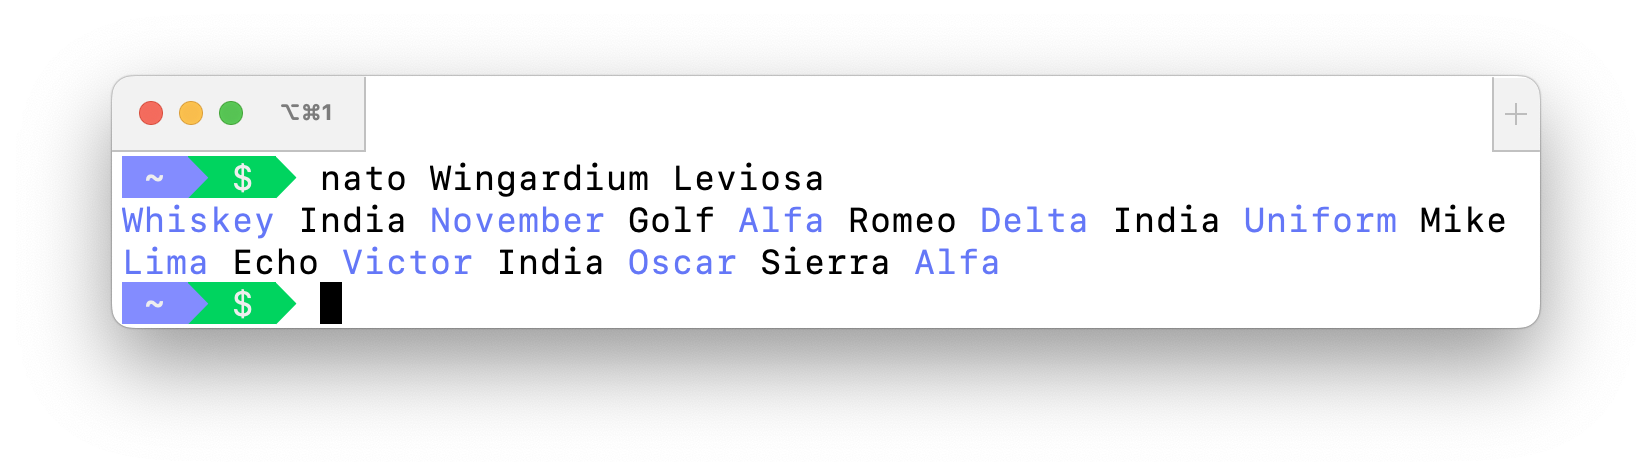 ⌥⌘1
~ $ nato Wingardium Leviosa
Whiskey India November Golf Alfa Romeo Delta India Uniform Mike
Lima Echo Victor India Oscar Sierra Alfa
~ $